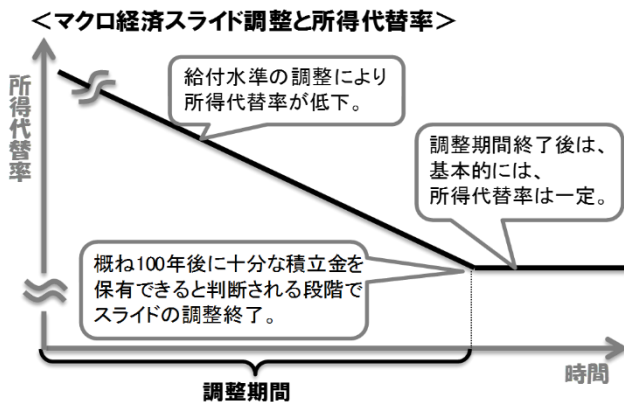 ＜マクロ経済スライド調整と所得代替率＞
所得代替率
給付水準の調整により
所得代替率が低下。
調整期間終了後は、
基本的には、
所得代替率は一定。
概ね100年後に十分な積立金を
保有できると判断される段階で
スライドの調整終了。
時間
調整期間